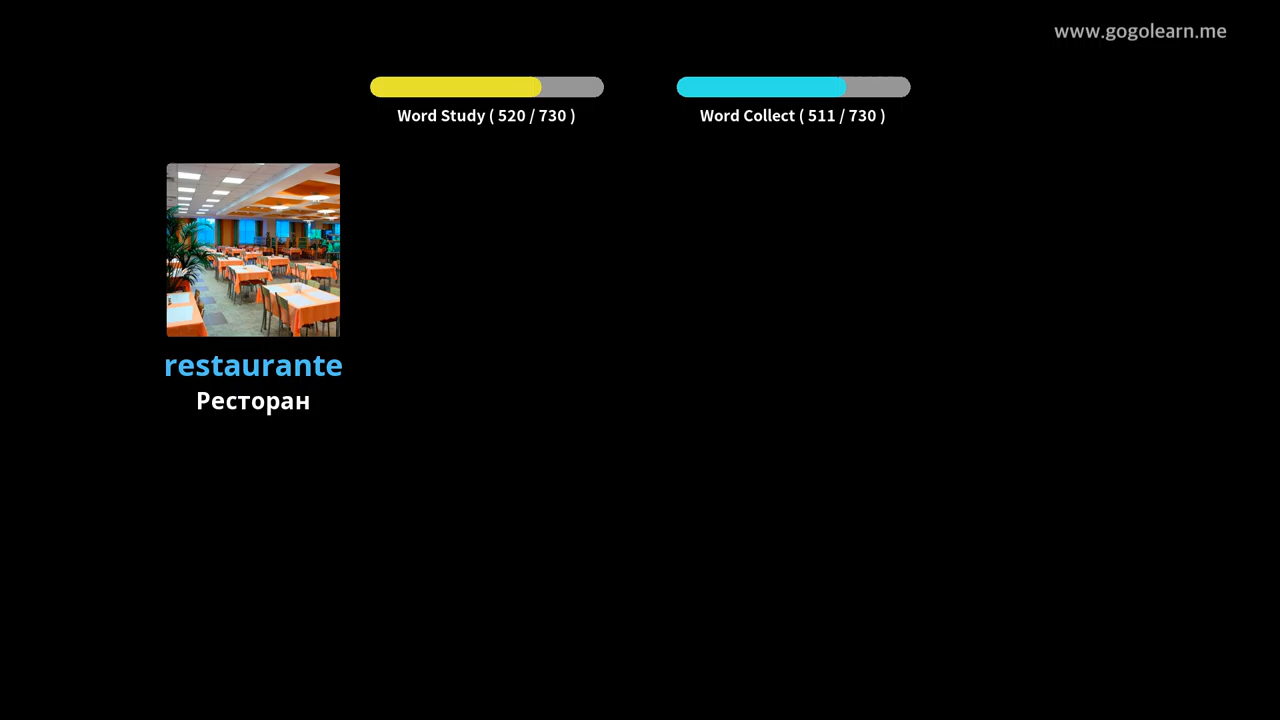 www.gogolearn.me
Word Study ( 520 / 730 )
Word Collect ( 511 / 730 )
restaurante
Ресторан